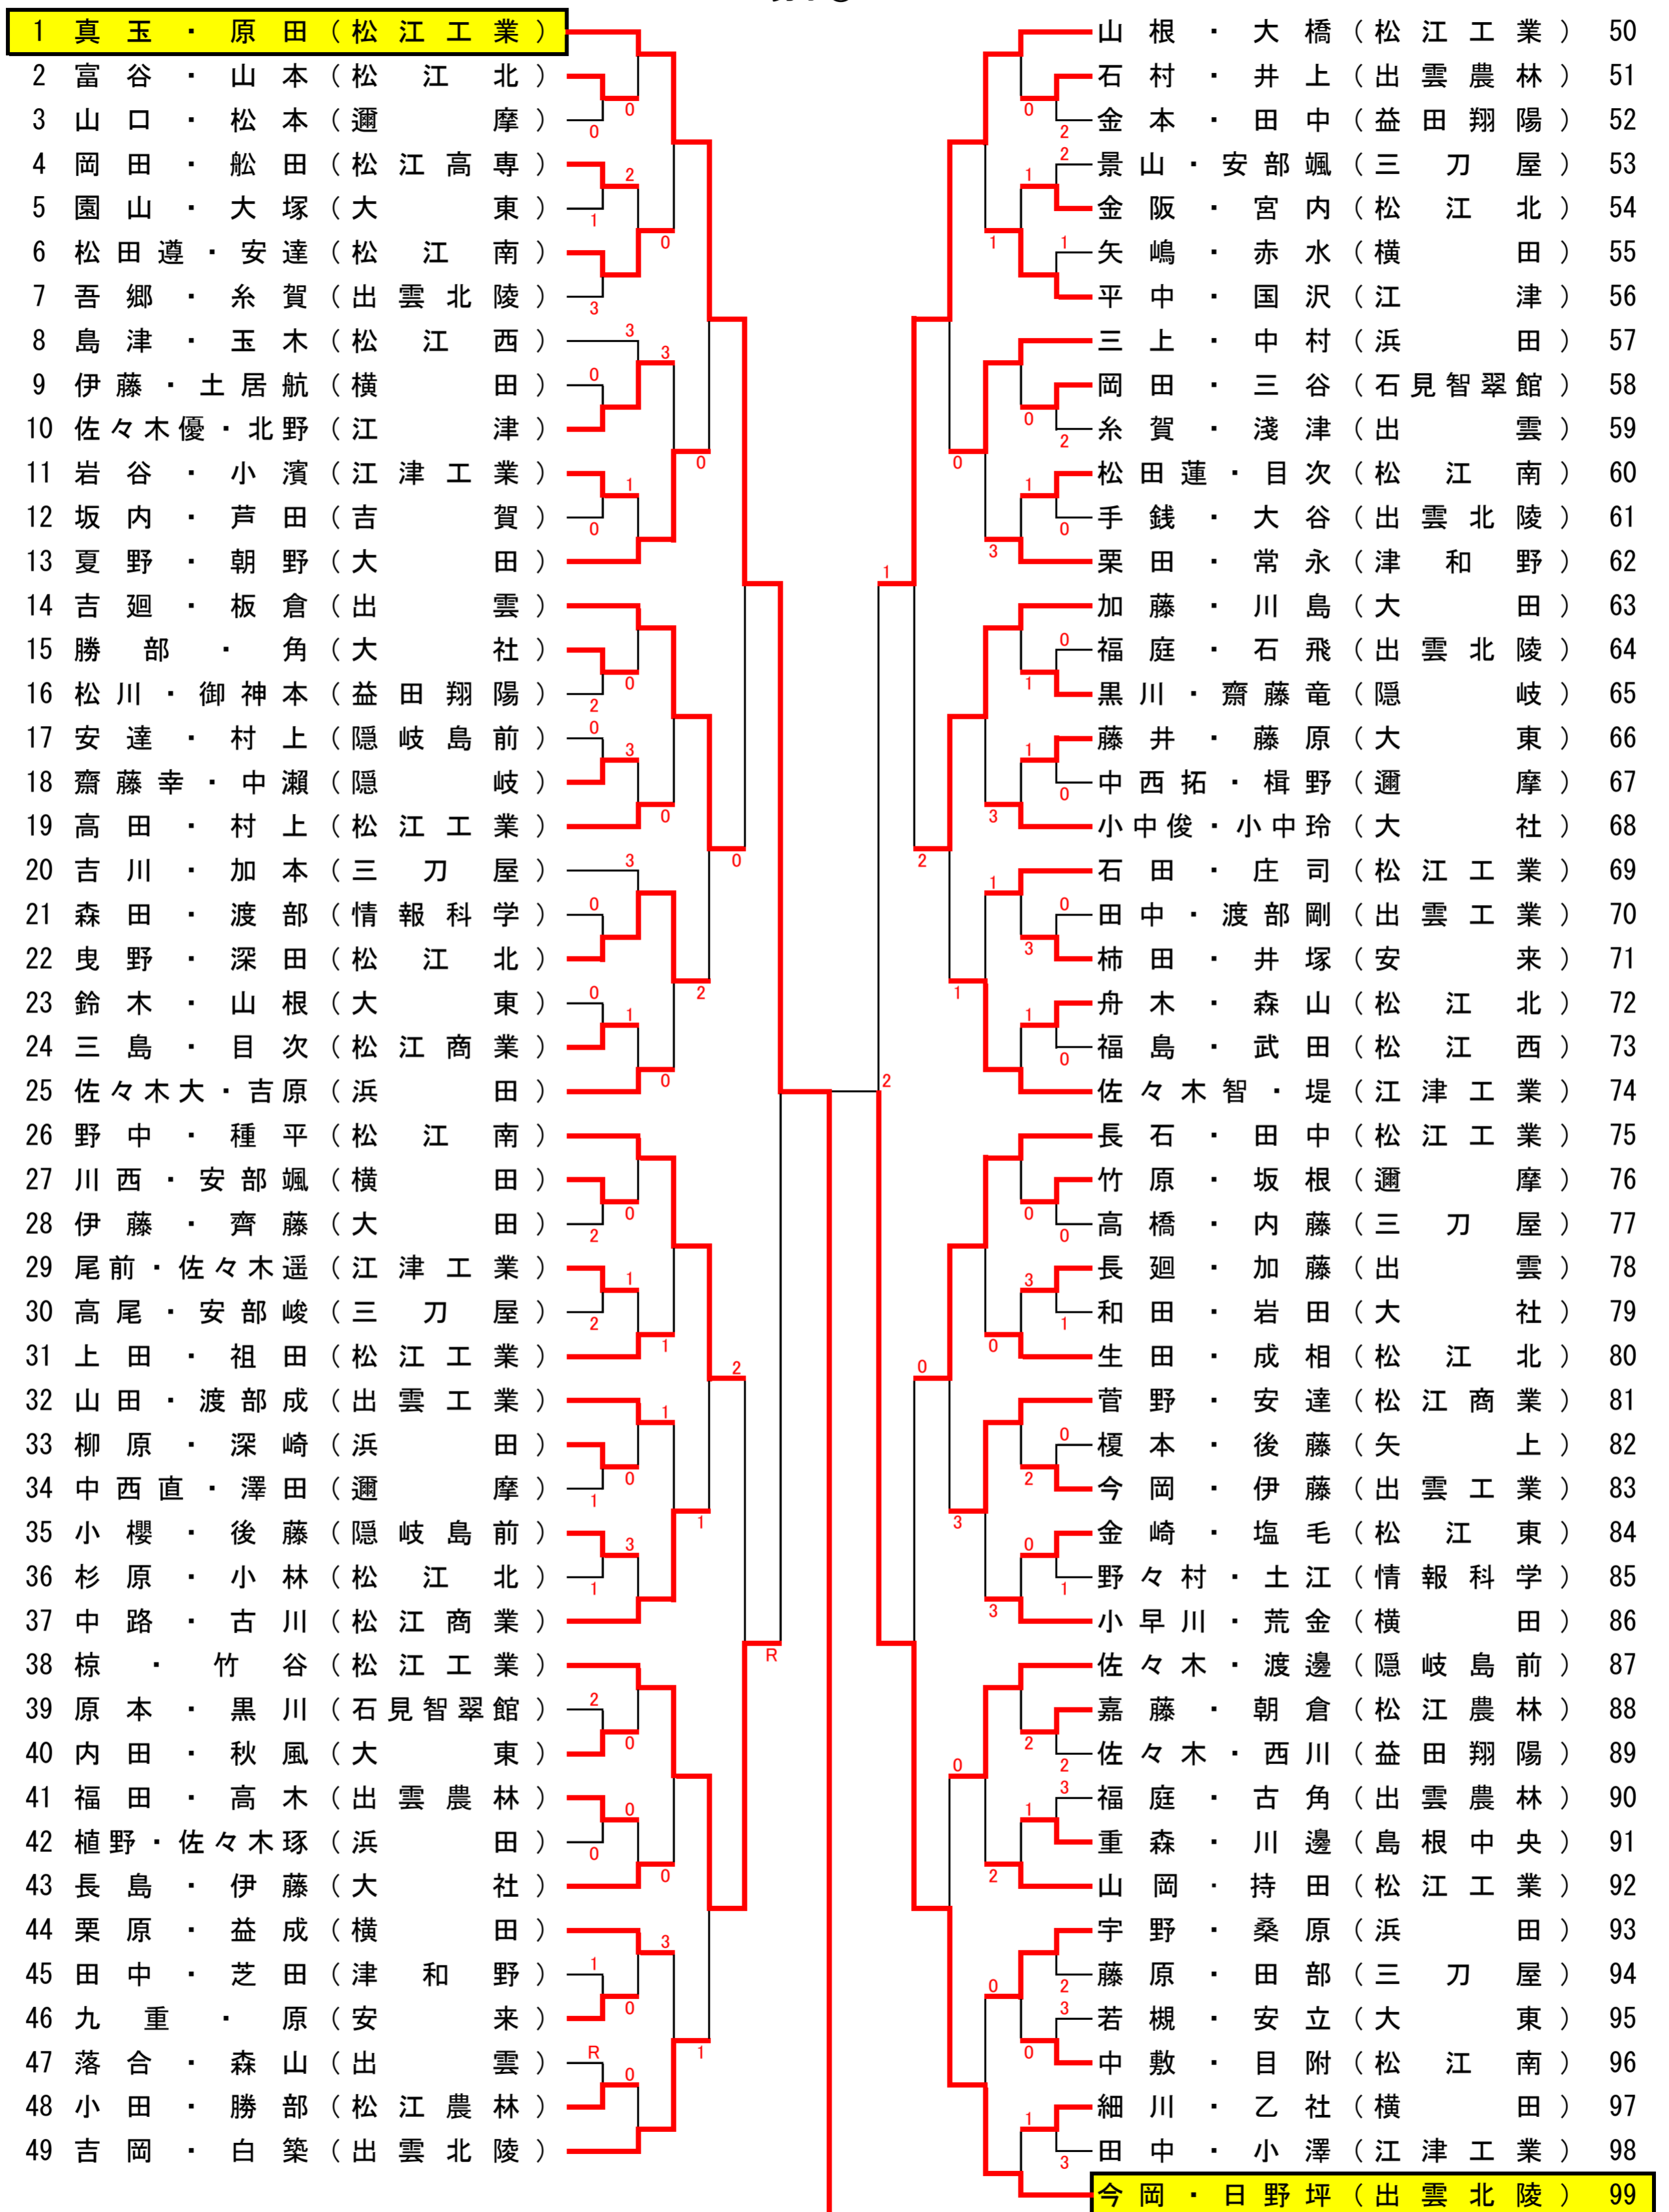 1 真玉・原田(松江工業)
2 富谷・山本(松江北)
3 山口・松本(邇摩)
4 岡田・舩田(松江高専)
5 園山・大塚(大東)
6 松田遵・安達(松江南)
7 吾郷・糸賀(出雲北陵)
8 島津・玉木(松江西)
9 伊藤・土居航(横田)
10 佐々木優・北野(江津)
11 岩谷・小濱(江津工業)
12 坂内・芦田(吉賀)
13 夏野・朝野(大田)
14 吉廻・板倉(出雲)
15 勝部・角(大社)
16 松川・御神本(益田翔陽)
17 安達・村上(隠岐島前)
18 齋藤幸・中瀨(隠岐)
19 高田・村上(松江工業)
20 吉川・加本(三刀屋)
21 森田・渡部(情報科学)
22 曳野・深田(松江北)
23 鈴木・山根(大東)
24 三島・目次(松江商業)
25 佐々木大・吉原(浜田)
26 野中・種平(松江南)
27 川西・安部颯(横田)
28 伊藤・齊藤(大田)
29 尾前・佐々木遥(江津工業)
30 高尾・安部峻(三刀屋)
31 上田・祖田(松江工業)
32 山田・渡部成(出雲工業)
33 柳原・深崎(浜田)
34 中西直・澤田(邇摩)
35 小櫻・後藤(隠岐島前)
36 杉原・小林(松江北)
37 中路・古川(松江商業)
38 椋・竹谷(松江工業)
39 原本・黒川(石見智翠館)
40 内田・秋風(大東)
41 福田・高木(出雲農林)
42 植野・佐々木琢(浜田)
43 長島・伊藤(大社)
44 栗原・益成(横田)
45 田中・芝田(津和野)
46 九重・原(安来)
47 落合・森山(出雲)
48 小田・勝部(松江農林)
49 吉岡・白築(出雲北陵)
山根・大橋(松江工業) 50
石村・井上(出雲農林) 51
金本・田中(益田翔陽) 52
景山・安部颯(三刀屋) 53
金阪・宮内(松江北) 54
矢嶋・赤水(横田) 55
平中・国沢(江津) 56
三上・中村(浜田) 57
岡田・三谷(石見智翠館) 58
糸賀・淺津(出雲) 59
松田蓮・目次(松江南) 60
手銭・大谷(出雲北陵) 61
栗田・常永(津和野) 62
加藤・川島(大田) 63
福庭・石飛(出雲北陵) 64
黒川・齋藤竜(隠岐) 65
藤井・藤原(大東) 66
中西拓・楫野(邇摩) 67
小中俊・小中玲(大社) 68
石田・庄司(松江工業) 69
田中・渡部剛(出雲工業) 70
柿田・井塚(安来) 71
舟木・森山(松江北) 72
福島・武田(松江西) 73
佐々木智・堤(江津工業) 74
長石・田中(松江工業) 75
竹原・坂根(邇摩) 76
高橋・内藤(三刀屋) 77
長廻・加藤(出雲) 78
和田・岩田(大社) 79
生田・成相(松江北) 80
菅野・安達(松江商業) 81
榎本・後藤(矢上) 82
今岡・伊藤(出雲工業) 83
金崎・塩毛(松江東) 84
野々村・土江(情報科学) 85
小早川・荒金(横田) 86
佐々木・渡邊(隠岐島前) 87
嘉藤・朝倉(松江農林) 88
佐々木・西川(益田翔陽) 89
福庭・古角(出雲農林) 90
重森・川邊(島根中央) 91
山岡・持田(松江工業) 92
宇野・桑原(浜田) 93
藤原・田部(三刀屋) 94
若槻・安立(大東) 95
中敷・目附(松江南) 96
細川・乙社(横田) 97
田中・小澤(江津工業) 98
今岡・日野坪(出雲北陵) 99